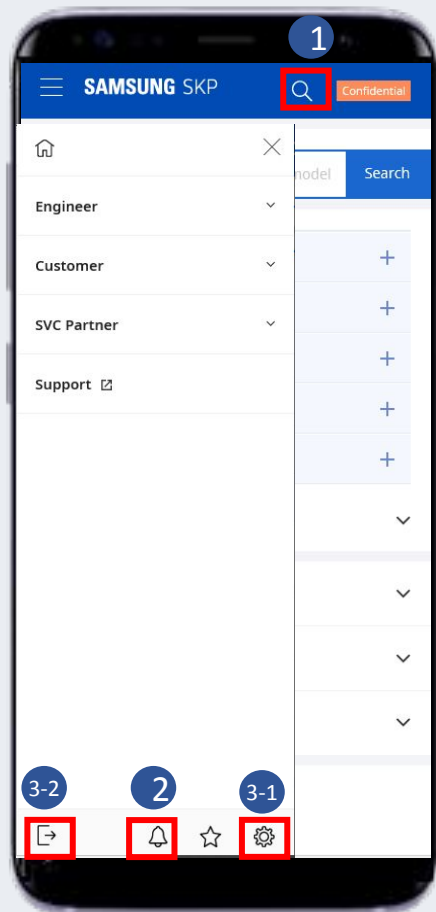 1
SAMSUNG SKP
Confidential
model
Search
Engineer
Customer
SVC Partner
Support
3-2
2
3-1